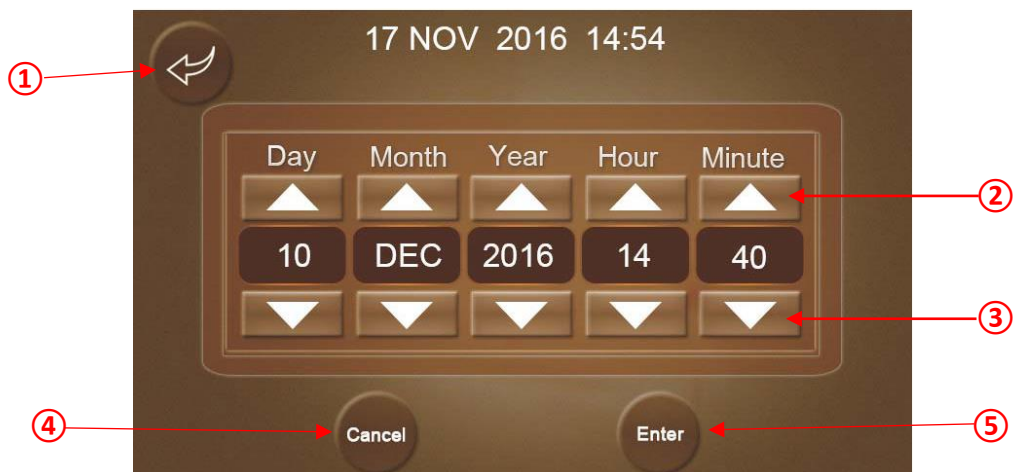 17 NOV 2016 14:54
①
Day Month Year Hour Minute
②
10 DEC 2016 14 40
③
④ Cancel Enter ⑤